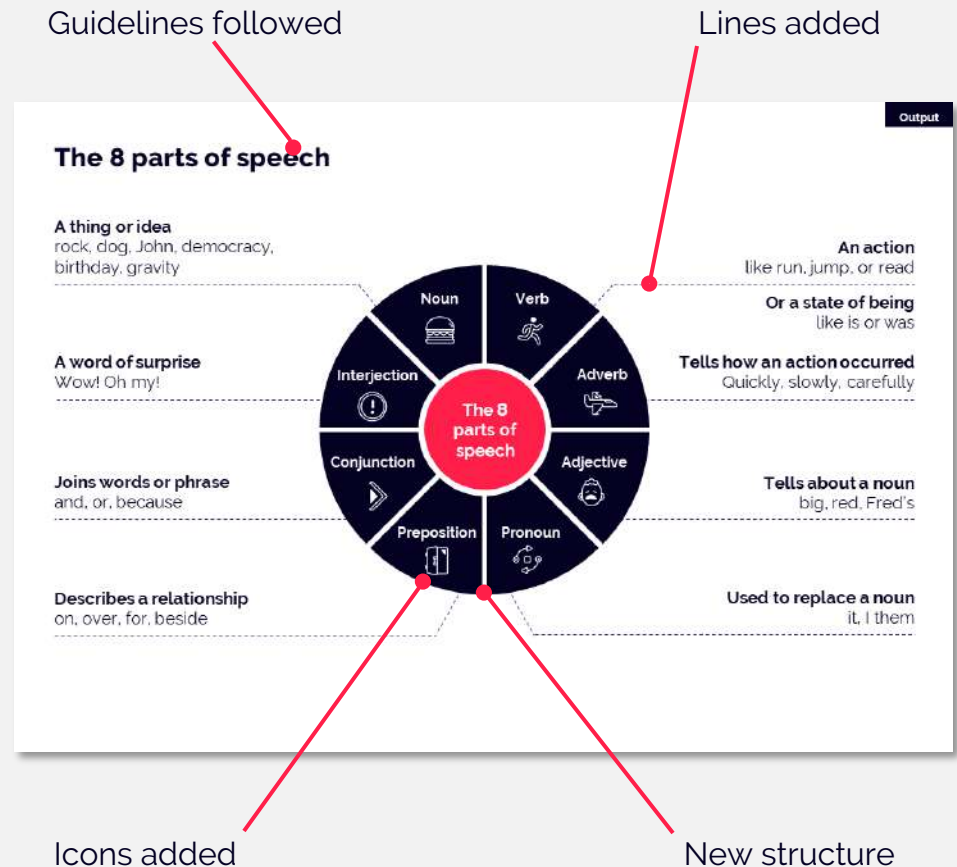 Guidelines followed
Lines added
Output
The 8 parts of speech
A thing or idea
rock, dog, John, democracy,
birthday, gravity
A word of surprise
Wow! Oh my!
Joins words or phrase
and, or, because
Describes a relationship
on, over, for, beside
Noun
Verb
Interjection
Adverb
The 8
parts of
speech
Conjunction
Adjective
Preposition
Pronoun
An action
like run, jump, or read
Or a state of being
like is or was
Tells how an action occurred
Quickly, slowly, carefully
Tells about a noun
big, red, Fred's
Used to replace a noun
it, I them
Icons added
New structure